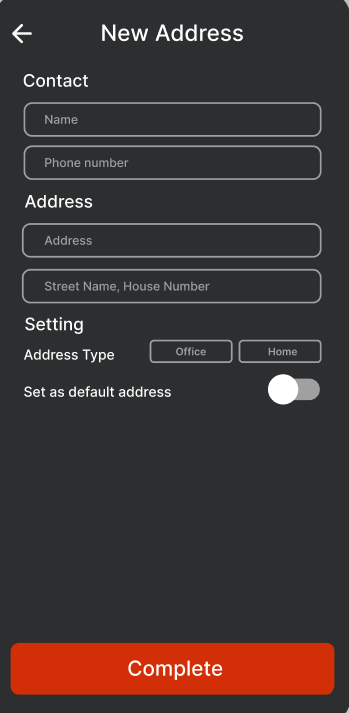 New Address
Contact
Name
Phone number
Address
Address
Street Name, House Number
Setting
Address Type Office Home
Set as default address
Complete